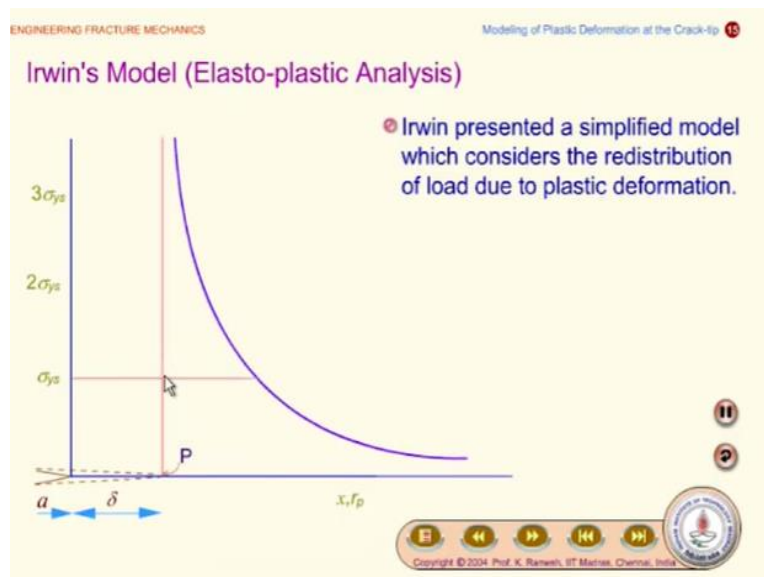 ENGINEERING FRACTURE MECHANICS
Modeling of Plastic Deformation at the Crack-tip 15
Irwin's Model (Elasto-plastic Analysis)
Irwin presented a simplified model
which considers the redistribution
of load due to plastic deformation.
3σys
2σys
σys
P
a δ x,rp
Copyright © 2004 Prof. K. Ramesh, IIT Madras, Chennai, India